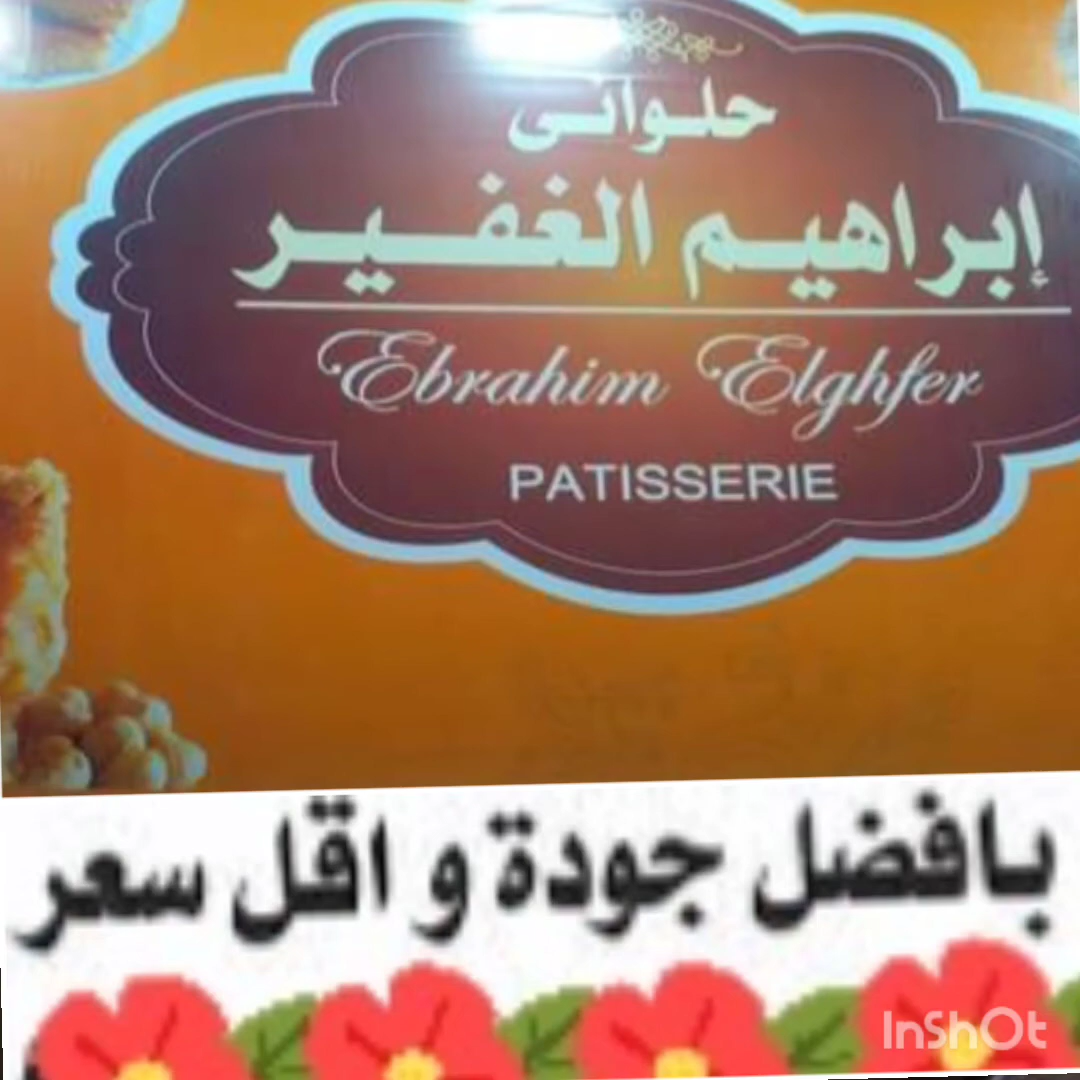 حلوانى
إبراهيم الغفير
Ebrahim Elghfer
PATISSERIE
بافضل جودة و اقل سعر
InShOt